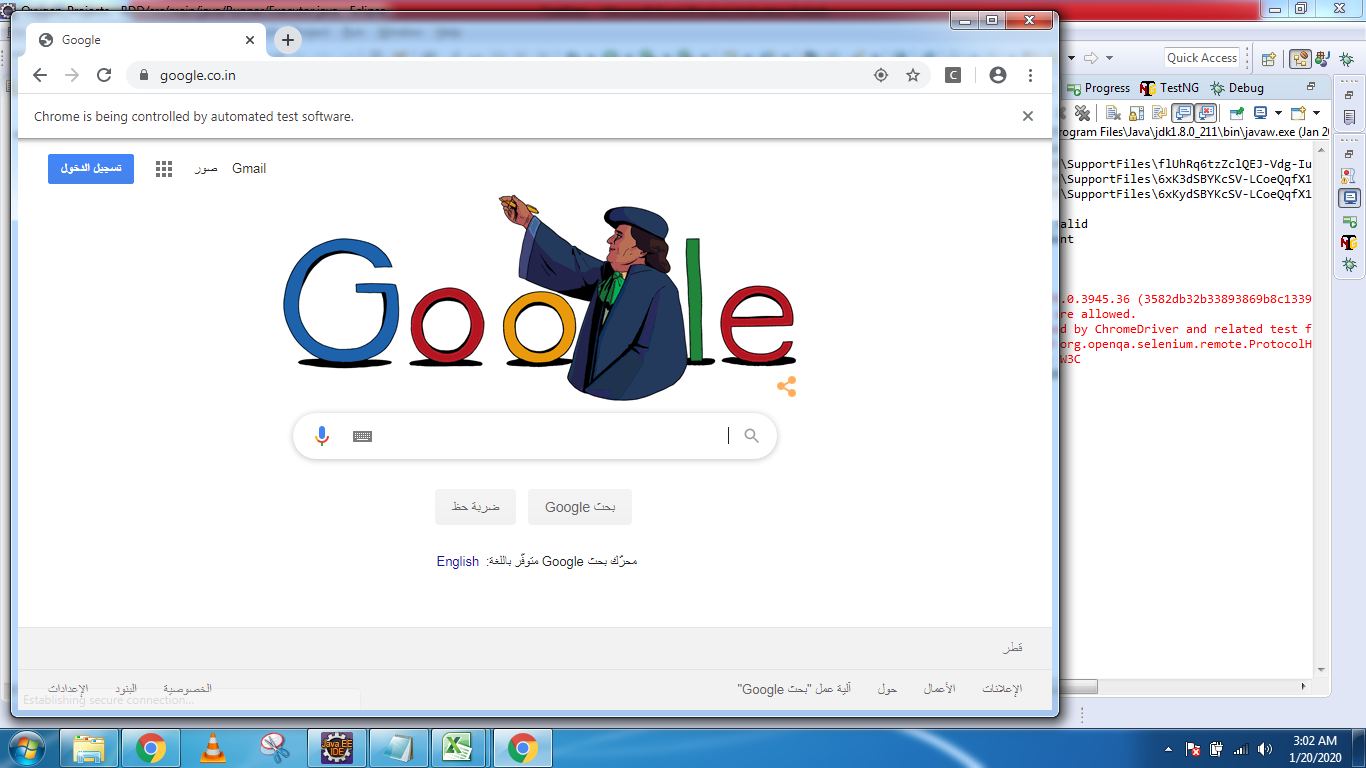 Google
google.co.in
Quick Access
Chrome is being controlled by automated test software.
Progress TestNG Debug
rogram Files\Java\jdk1.8.0_211\bin\javaw.exe (Jan 20
تسجيل الدخول
صور
Gmail
\SupportFiles\flUhRq6tzZclQEJ-Vdg-Iu
\SupportFiles\6xK3dSBYKcSV-LCoeQqfX1
\SupportFiles\6xKydSBYKcSV-LCoeQqfX1
alid
nt
Google
.0.3945.36 (3582db32b33893869b8c1339
re allowed.
d by ChromeDriver and related test f
org.openqa.selenium.remote.ProtocolH
W3C
بحث Google
ضربة حظ
محرّك بحث Google متوفّر باللغة: English
قطر
الإعلانات الأعمال حول آلية عمل "بحث Google"
الخصوصية البنود الإعدادات
Establishing secure connection...
Java EE
IDE
3:02 AM
1/20/2020